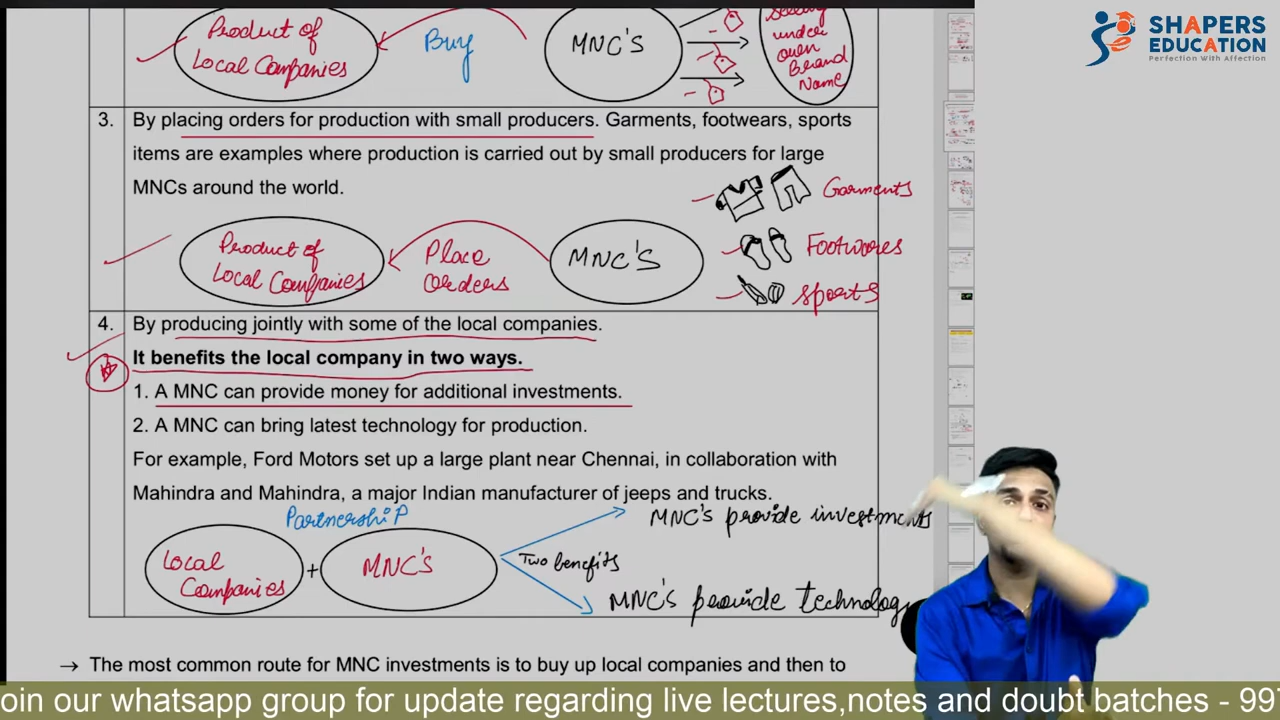 SHAPERS
EDUCATION
Perfection With Affection
Product of
Local Companies
Buy
MNC'S
under
own
Brand
Name
3. By placing orders for production with small producers. Garments, footwears, sports
items are examples where production is carried out by small producers for large
MNCs around the world.
Garments
Product of
Local Companies
Place
Orders
MNC'S
Footwares
Sports
4. By producing jointly with some of the local companies.
It benefits the local company in two ways.
1. A MNC can provide money for additional investments.
2. A MNC can bring latest technology for production.
For example, Ford Motors set up a large plant near Chennai, in collaboration with
Mahindra and Mahindra, a major Indian manufacturer of jeeps and trucks.
PartnershiP
MNC's provide investments
Local
Companies
+
MNC'S
Two benefits
MNC's provide technolog
→ The most common route for MNC investments is to buy up local companies and then to
oin our whatsapp group for update regarding live lectures,notes and doubt batches - 997